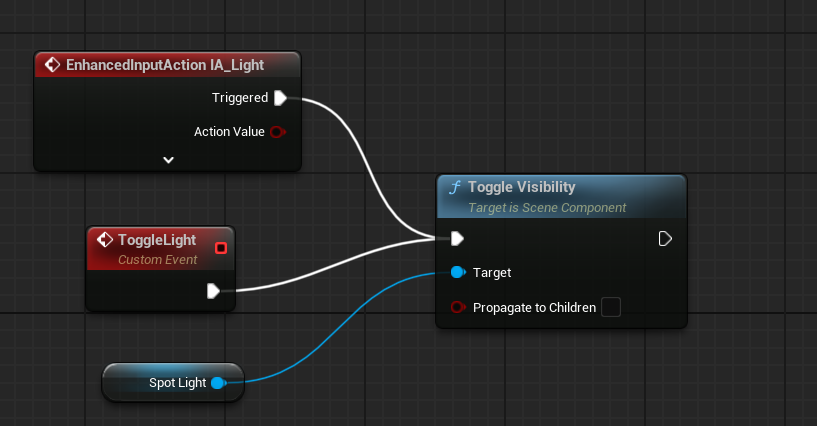 EnhancedInputAction IA_Light
Triggered
Action Value
ToggleLight
Custom Event
Spot Light
f Toggle Visibility
Target is Scene Component
Target
Propagate to Children